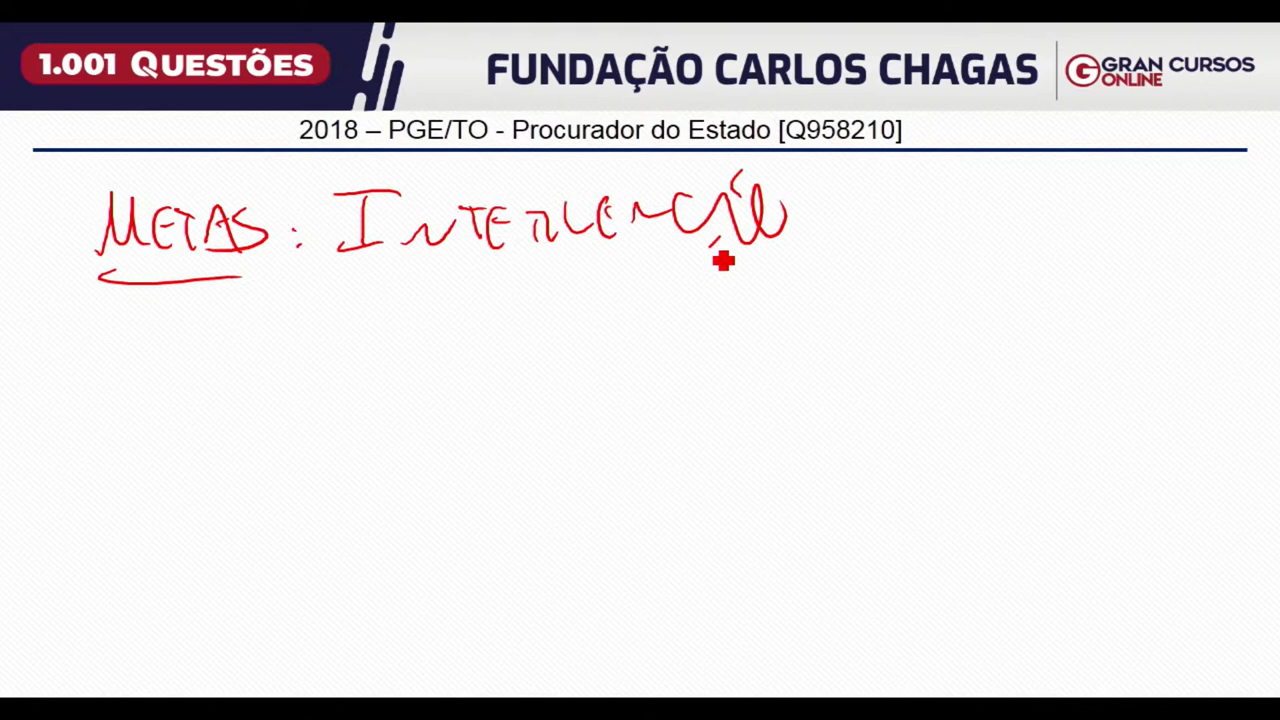 1.001 QUESTÕES
FUNDAÇÃO CARLOS CHAGAS
GRAN CURSOS
ONLINE
2018 – PGE/TO - Procurador do Estado [Q958210]
METAS: INTERVENÇÃO